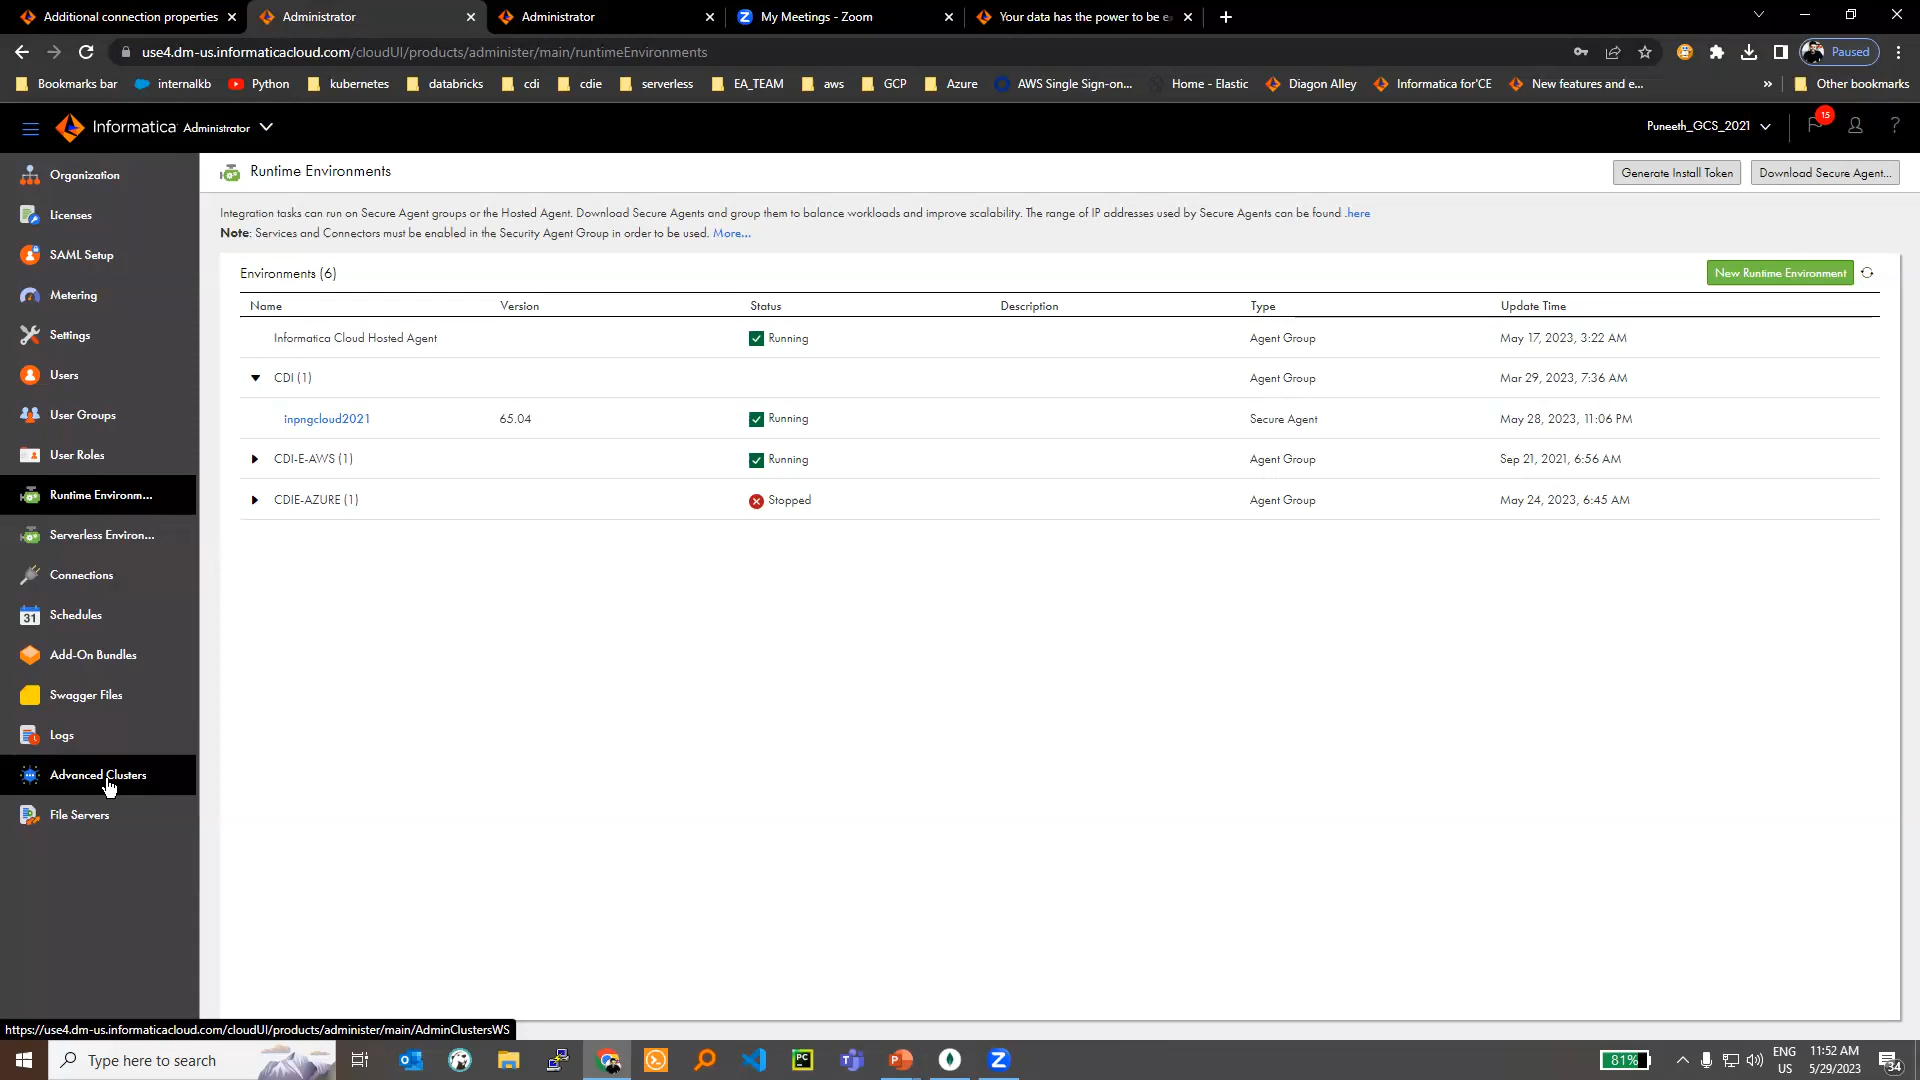 Additional connection properties
Administrator
Administrator
My Meetings - Zoom
Your data has the power to be e
use4.dm-us.informaticacloud.com/cloudUI/products/administer/main/runtimeEnvironments
Paused
Bookmarks bar
internalkb
Python
kubernetes
databricks
cdi
cdie
serverless
EA_TEAM
aws
GCP
Azure
AWS Single Sign-on...
Home - Elastic
Diagon Alley
Informatica for'CE
New features and e...
»
Other bookmarks
Informatica Administrator
Puneeth_GCS_2021
15
?
Organization
Licenses
SAML Setup
Metering
Settings
Users
User Groups
User Roles
Runtime Environm...
Serverless Environ...
Connections
31
Schedules
Add-On Bundles
Swagger Files
Logs
Advanced Clusters
File Servers
Runtime Environments
Generate Install Token
Download Secure Agent...
Integration tasks can run on Secure Agent groups or the Hosted Agent. Download Secure Agents and group them to balance workloads and improve scalability. The range of IP addresses used by Secure Agents can be found .here
Note: Services and Connectors must be enabled in the Security Agent Group in order to be used. More...
Environments (6)
New Runtime Environment
Name Version Status Description Type Update Time
Informatica Cloud Hosted Agent Running Agent Group May 17, 2023, 3:22 AM
CDI (1) Agent Group Mar 29, 2023, 7:36 AM
inpngcloud2021 65.04 Running Secure Agent May 28, 2023, 11:06 PM
CDI-E-AWS (1) Running Agent Group Sep 21, 2021, 6:56 AM
CDIE-AZURE (1) Stopped Agent Group May 24, 2023, 6:45 AM
https://use4.dm-us.informaticacloud.com/cloudUI/products/administer/main/AdminClustersWS
Type here to search
PC
81%
ENG
US
11:52 AM
5/29/2023
34